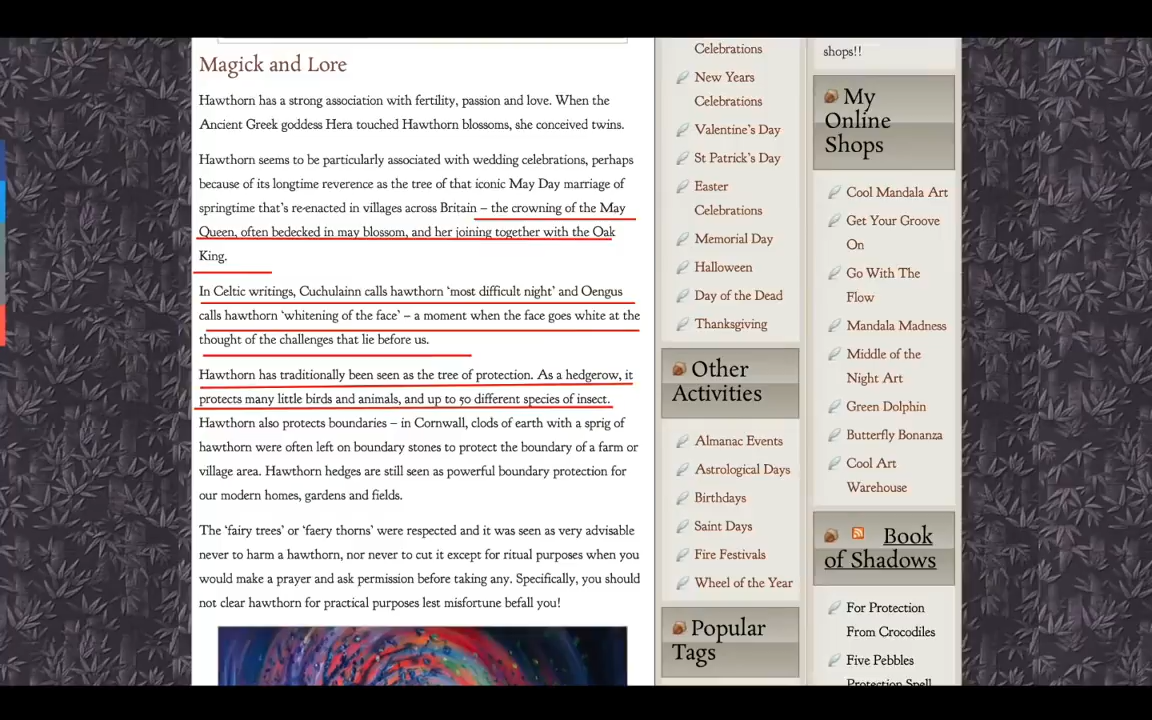 Magick and Lore
Hawthorn has a strong association with fertility, passion and love. When the
Ancient Greek goddess Hera touched Hawthorn blossoms, she conceived twins.
Hawthorn seems to be particularly associated with wedding celebrations, perhaps
because of its longtime reverence as the tree of that iconic May Day marriage of
springtime that's re-enacted in villages across Britain – the crowning of the May
Queen, often bedecked in may blossom, and her joining together with the Oak
King.
In Celtic writings, Cuchulainn calls hawthorn ‘most difficult night’ and Oengus
calls hawthorn ‘whitening of the face’ – a moment when the face goes white at the
thought of the challenges that lie before us.
Hawthorn has traditionally been seen as the tree of protection. As a hedgerow, it
protects many little birds and animals, and up to 50 different species of insect.
Hawthorn also protects boundaries – in Cornwall, clods of earth with a sprig of
hawthorn were often left on boundary stones to protect the boundary of a farm or
village area. Hawthorn hedges are still seen as powerful boundary protection for
our modern homes, gardens and fields.
The ‘fairy trees’ or ‘faery thorns’ were respected and it was seen as very advisable
never to harm a hawthorn, nor never to cut it except for ritual purposes when you
would make a prayer and ask permission before taking any. Specifically, you should
not clear hawthorn for practical purposes lest misfortune befall you!
Celebrations
New Years
Celebrations
Valentine's Day
St Patrick's Day
Easter
Celebrations
Memorial Day
Halloween
Day of the Dead
Thanksgiving
Other
Activities
Almanac Events
Astrological Days
Birthdays
Saint Days
Fire Festivals
Wheel of the Year
Popular
Tags
shops!!
My
Online
Shops
Cool Mandala Art
Get Your Groove
On
Go With The
Flow
Mandala Madness
Middle of the
Night Art
Green Dolphin
Butterfly Bonanza
Cool Art
Warehouse
Book
of Shadows
For Protection
From Crocodiles
Five Pebbles
Protection Spell